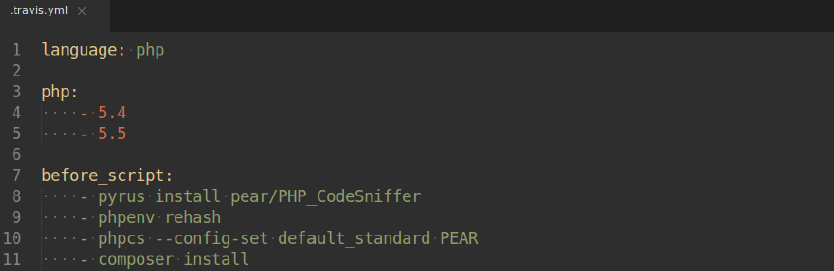 .travis.yml ×
1 language: php
2
3 php:
4     - 5.4
5     - 5.5
6
7 before_script:
8     - pyrus install pear/PHP_CodeSniffer
9     - phpenv rehash
10     - phpcs --config-set default_standard PEAR
11     - composer install